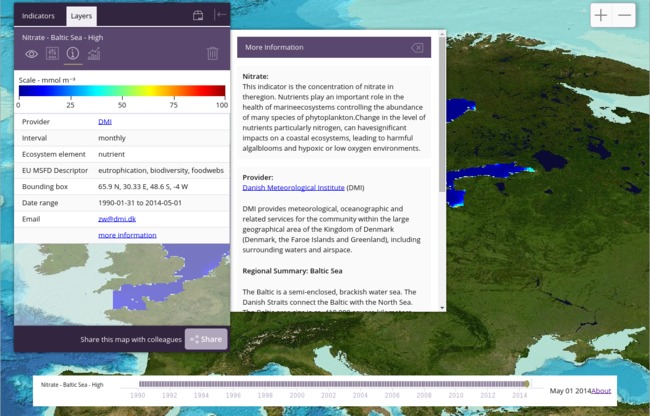 Indicators
Layers
Nitrate - Baltic Sea - High
Scale - mmol m⁻³
0 25 50 75 100
Provider DMI
Interval monthly
Ecosystem element nutrient
EU MSFD Descriptor eutrophication, biodiversity, foodwebs
Bounding box 65.9 N, 30.33 E, 48.6 S, -4 W
Date range 1990-01-31 to 2014-05-01
Email zw@dmi.dk
more information
Share this map with colleagues
Share
More Information
Nitrate:
This indicator is the concentration of nitrate in
theregion. Nutrients play an important role in the
health of marineecosystems controlling the abundance
of many species of phytoplankton.Change in the level of
nutrients particularly nitrogen, can havesignificant
impacts on a coastal ecosystems, leading to harmful
algalblooms and hypoxic or low oxygen environments.
Provider:
Danish Meteorological Institute (DMI)
DMI provides meteorological, oceanographic and
related services for the community within the large
geographical area of the Kingdom of Denmark
(Denmark, the Faroe Islands and Greenland), including
surrounding waters and airspace.
Regional Summary: Baltic Sea
The Baltic is a semi-enclosed, brackish water sea. The
Danish Straits connect the Baltic with the North Sea.
Nitrate - Baltic Sea - High
1990 1992 1994 1996 1998 2000 2002 2004 2006 2008 2010 2012 2014
May 01 2014About